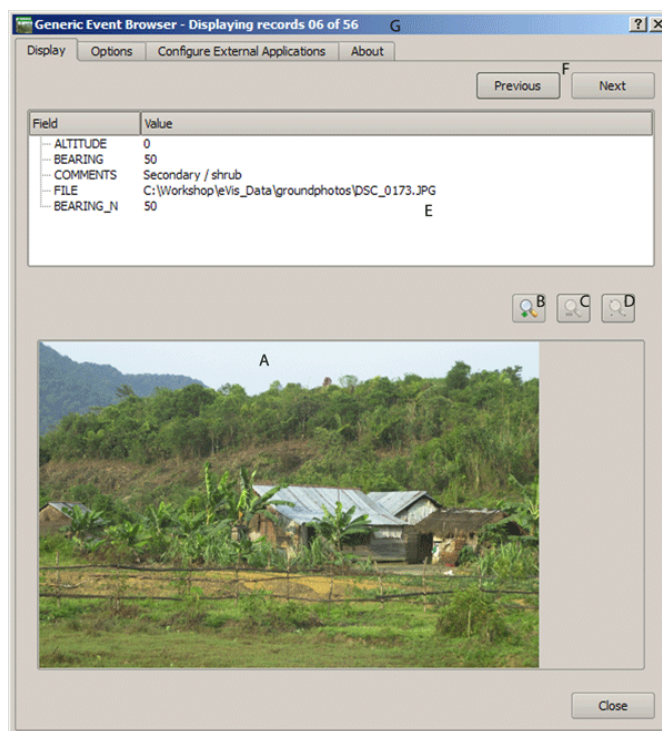 Generic Event Browser - Displaying records 06 of 56 G
Display Options Configure External Applications About
F
Previous Next
Field Value
ALTITUDE 0
BEARING 50
COMMENTS Secondary / shrub
FILE C:\Workshop\eVis_Data\groundphotos\DSC_0173.JPG
BEARING_N 50
E
B C D
A
Close